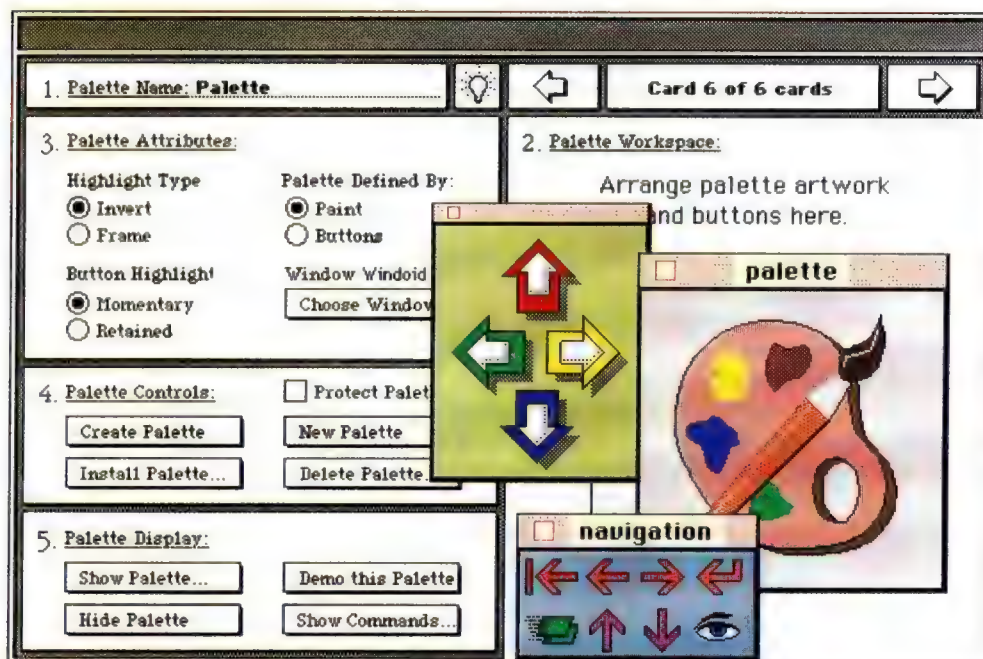 1. Palette Name: Palette
Card 6 of 6 cards
3. Palette Attributes:
Highlight Type
Invert
Frame
Palette Defined By:
Paint
Buttons
Button Highlight
Momentary
Retained
Window Windoid
Choose Window
2. Palette Workspace:
Arrange palette artwork
and buttons here.
palette
4. Palette Controls:
Protect Palet
Create Palette
New Palette
Install Palette...
Delete Palette...
navigation
5. Palette Display:
Show Palette...
Demo this Palette
Hide Palette
Show Commands...